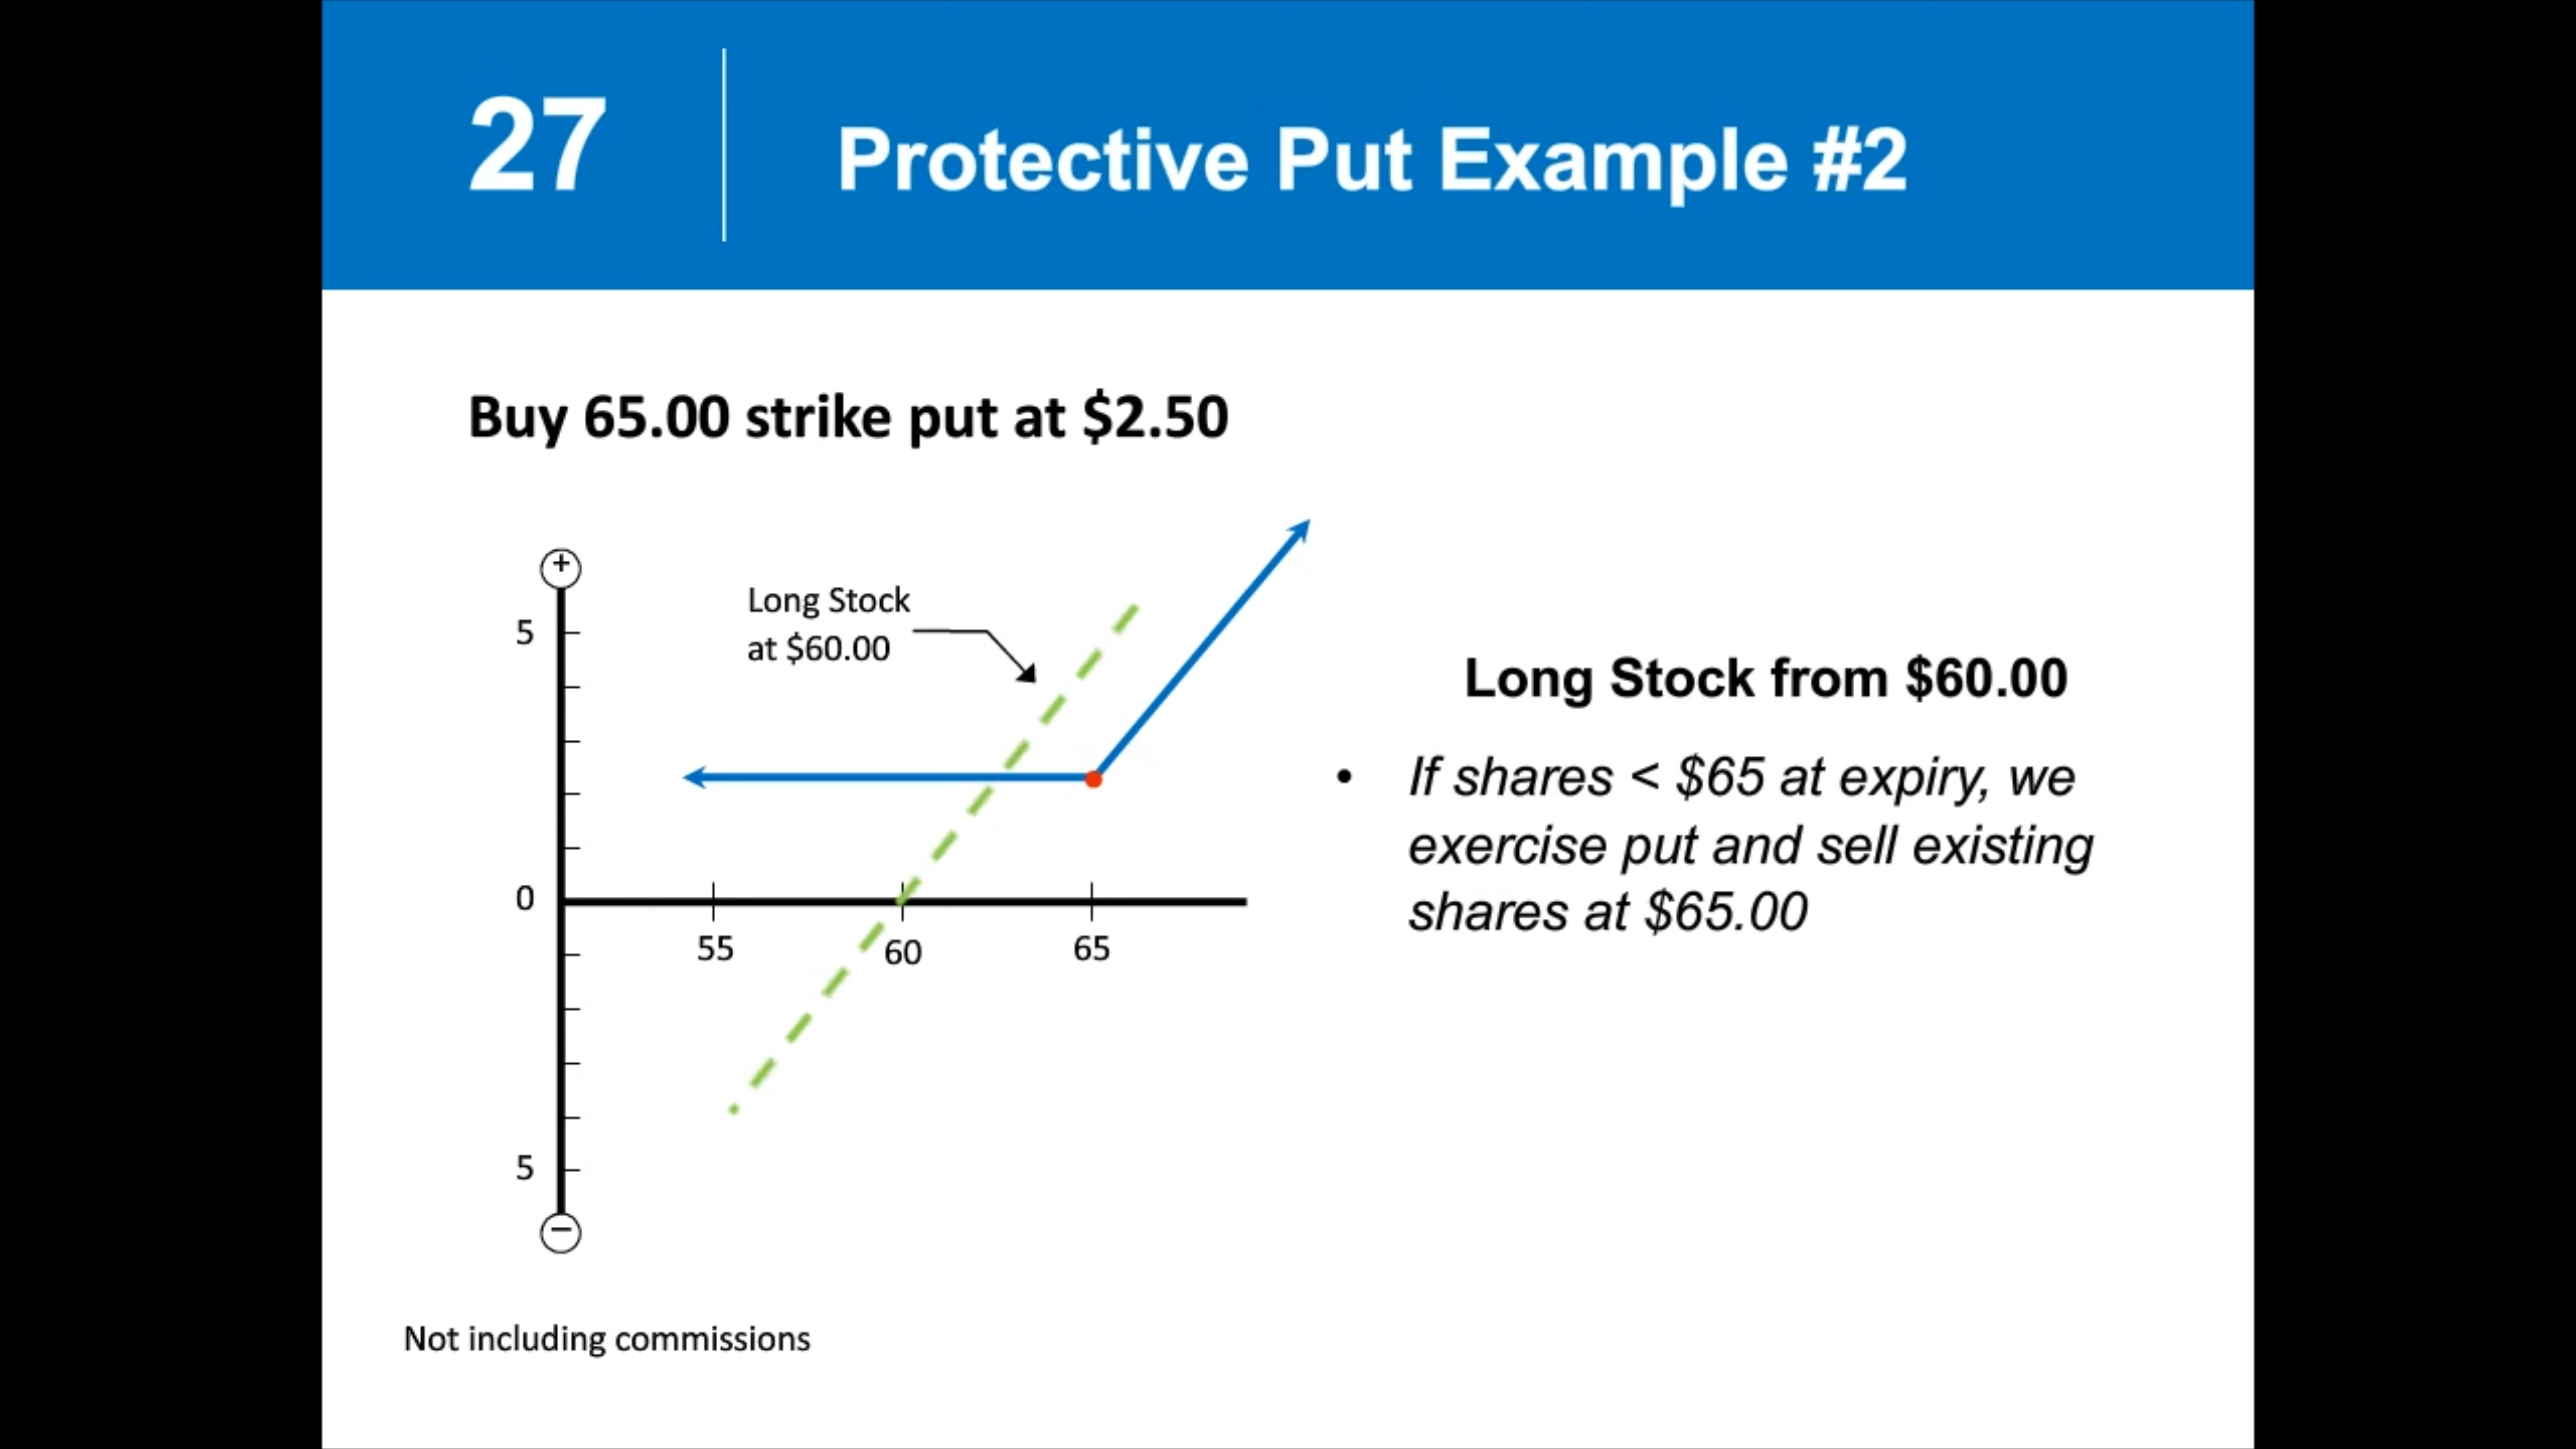 27
Protective Put Example #2
Buy 65.00 strike put at $2.50
+
Long Stock
at $60.00
5
0
55
60
65
5
−
Long Stock from $60.00
• If shares < $65 at expiry, we
exercise put and sell existing
shares at $65.00
Not including commissions